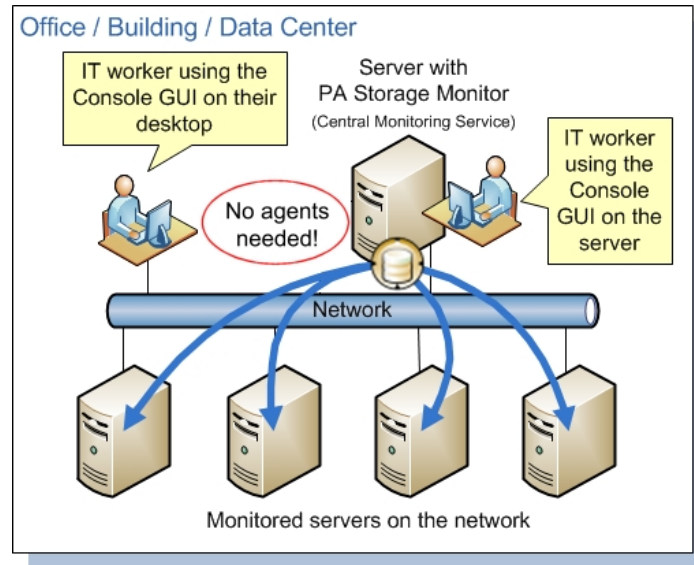 Office / Building / Data Center
IT worker using the
Console GUI on their
desktop
Server with
PA Storage Monitor
(Central Monitoring Service)
IT worker
using the
Console
GUI on the
server
No agents
needed!
Network
Monitored servers on the network